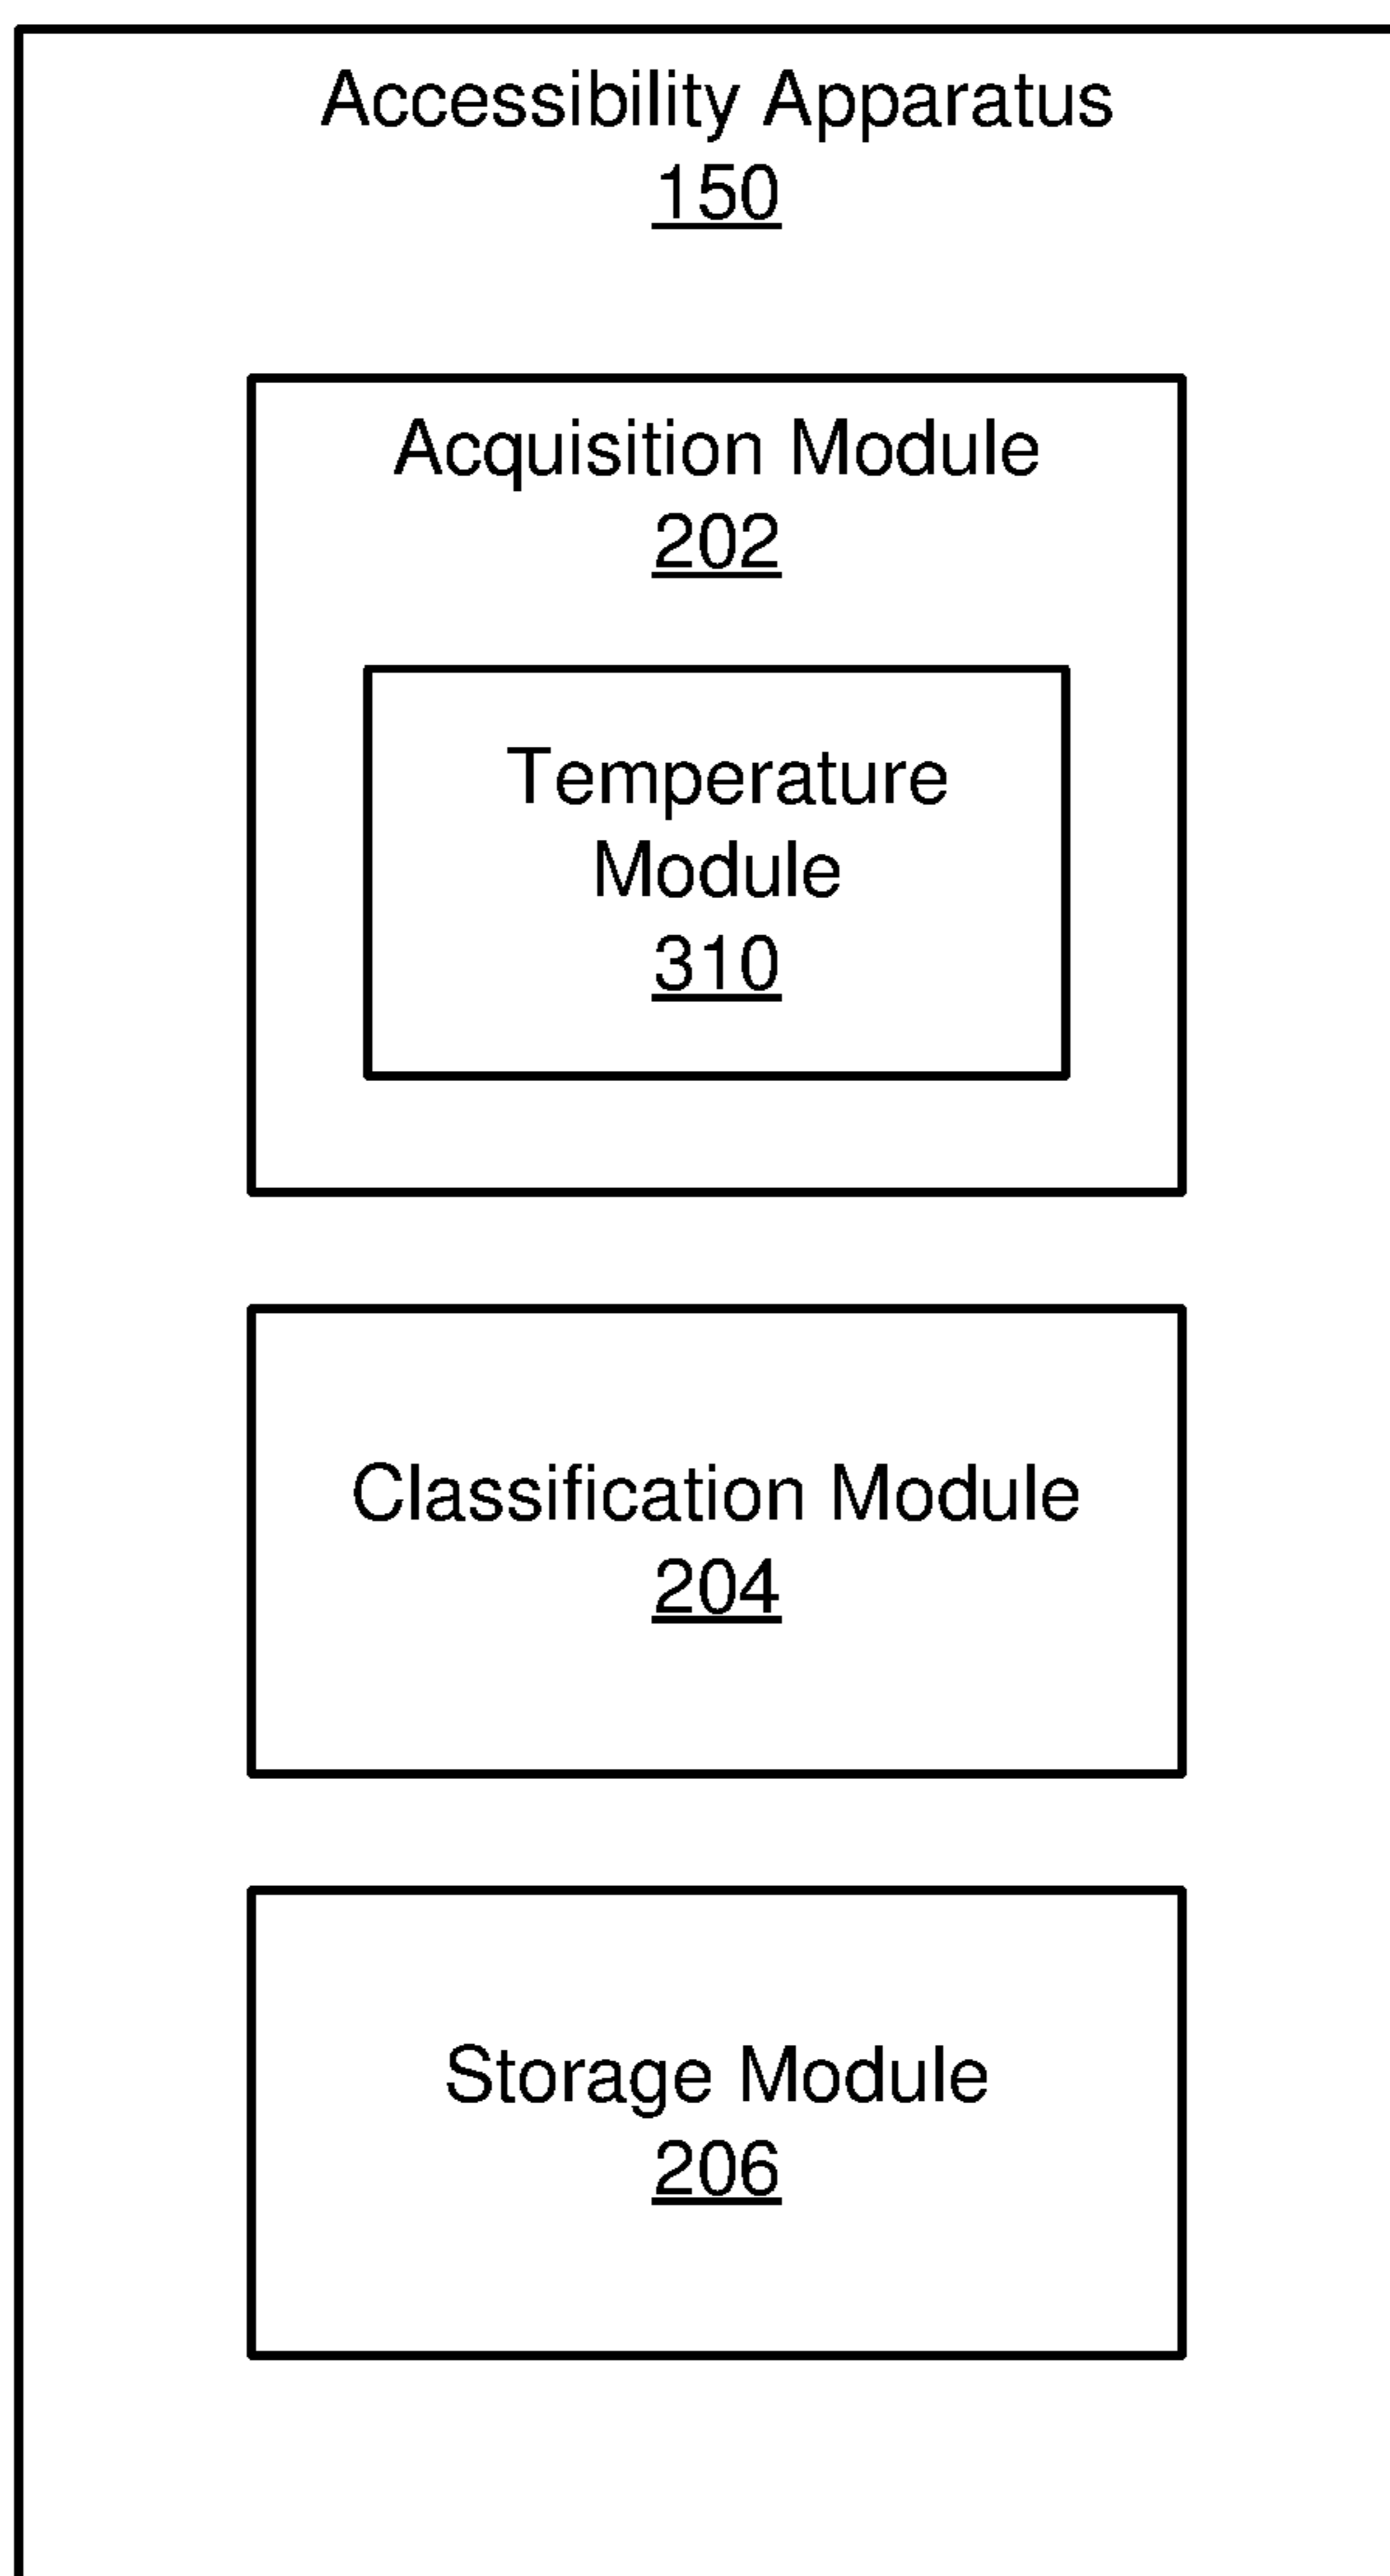 Accessibility Apparatus
150
Acquisition Module
202
Temperature
Module
310
Classification Module
204
Storage Module
206